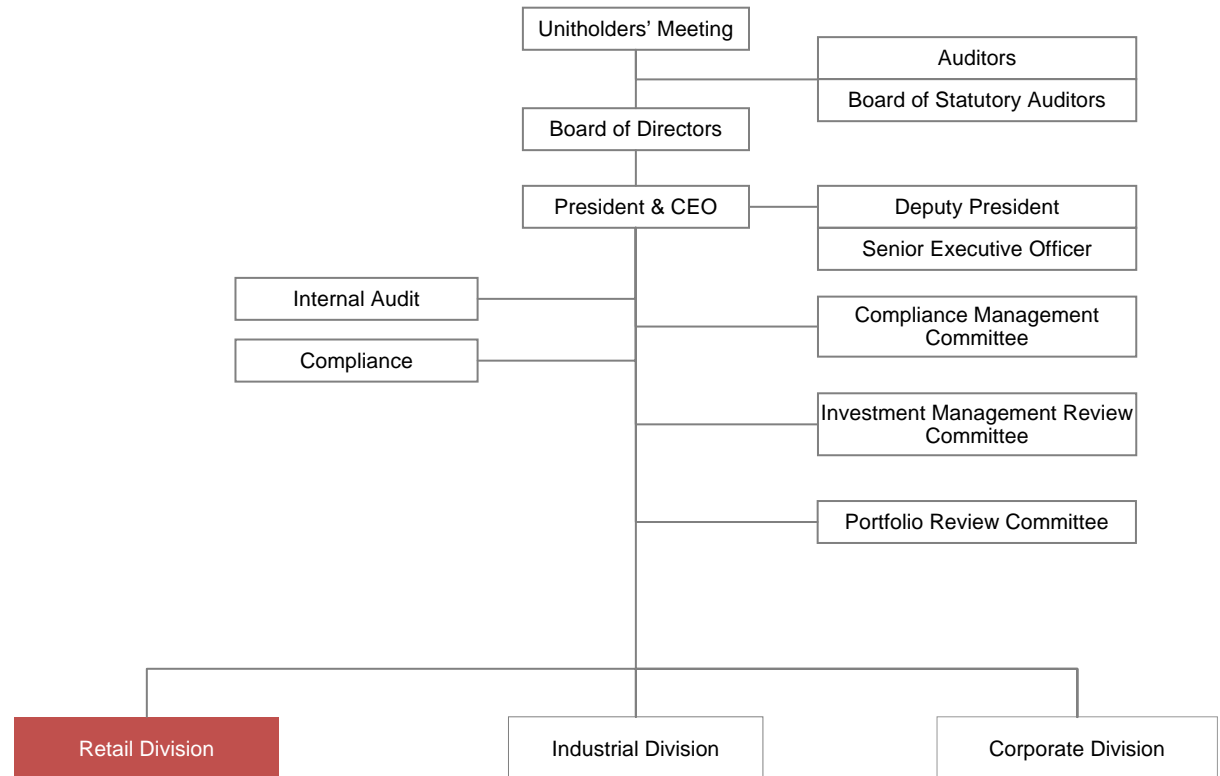 Unitholders’ Meeting
Auditors
Board of Statutory Auditors
Board of Directors
President & CEO
Deputy President
Senior Executive Officer
Internal Audit
Compliance Management
Committee
Compliance
Investment Management Review
Committee
Portfolio Review Committee
Retail Division
Industrial Division
Corporate Division